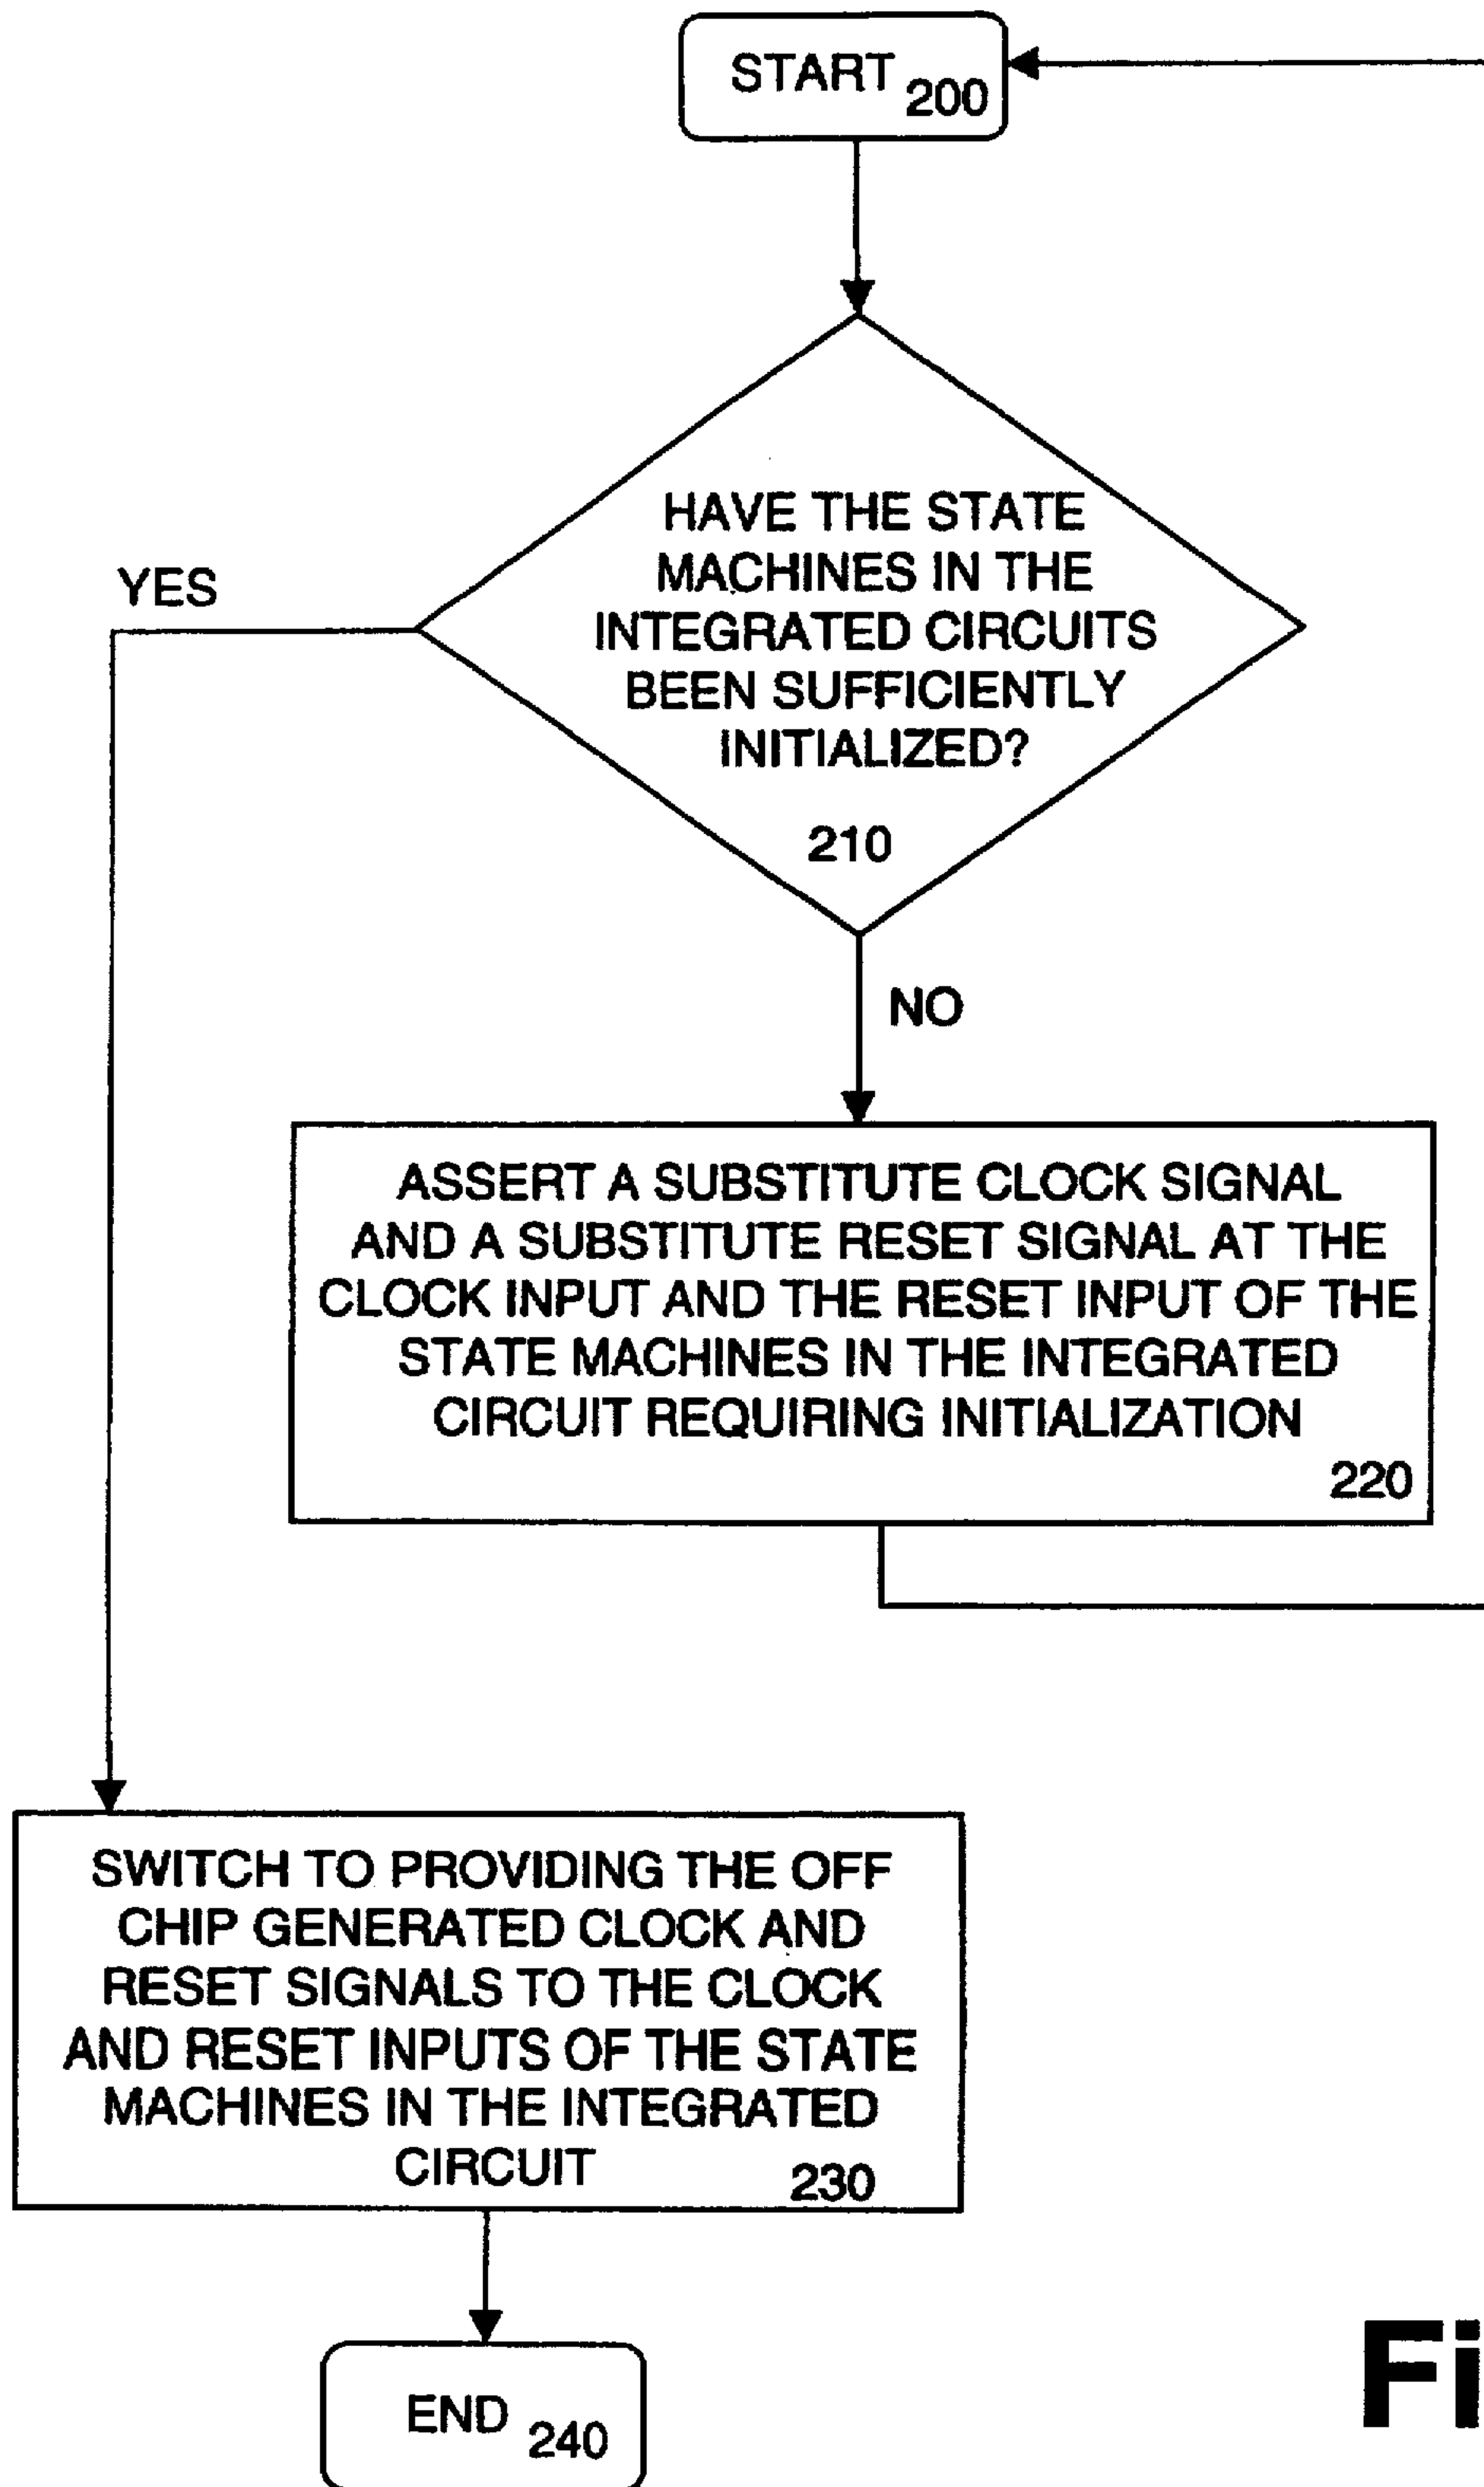 START 200
HAVE THE STATE
MACHINES IN THE
INTEGRATED CIRCUITS
BEEN SUFFICIENTLY
INITIALIZED?
210
YES
NO
ASSERT A SUBSTITUTE CLOCK SIGNAL
AND A SUBSTITUTE RESET SIGNAL AT THE
CLOCK INPUT AND THE RESET INPUT OF THE
STATE MACHINES IN THE INTEGRATED
CIRCUIT REQUIRING INITIALIZATION
220
SWITCH TO PROVIDING THE OFF
CHIP GENERATED CLOCK AND
RESET SIGNALS TO THE CLOCK
AND RESET INPUTS OF THE STATE
MACHINES IN THE INTEGRATED
CIRCUIT 230
END 240
Fi